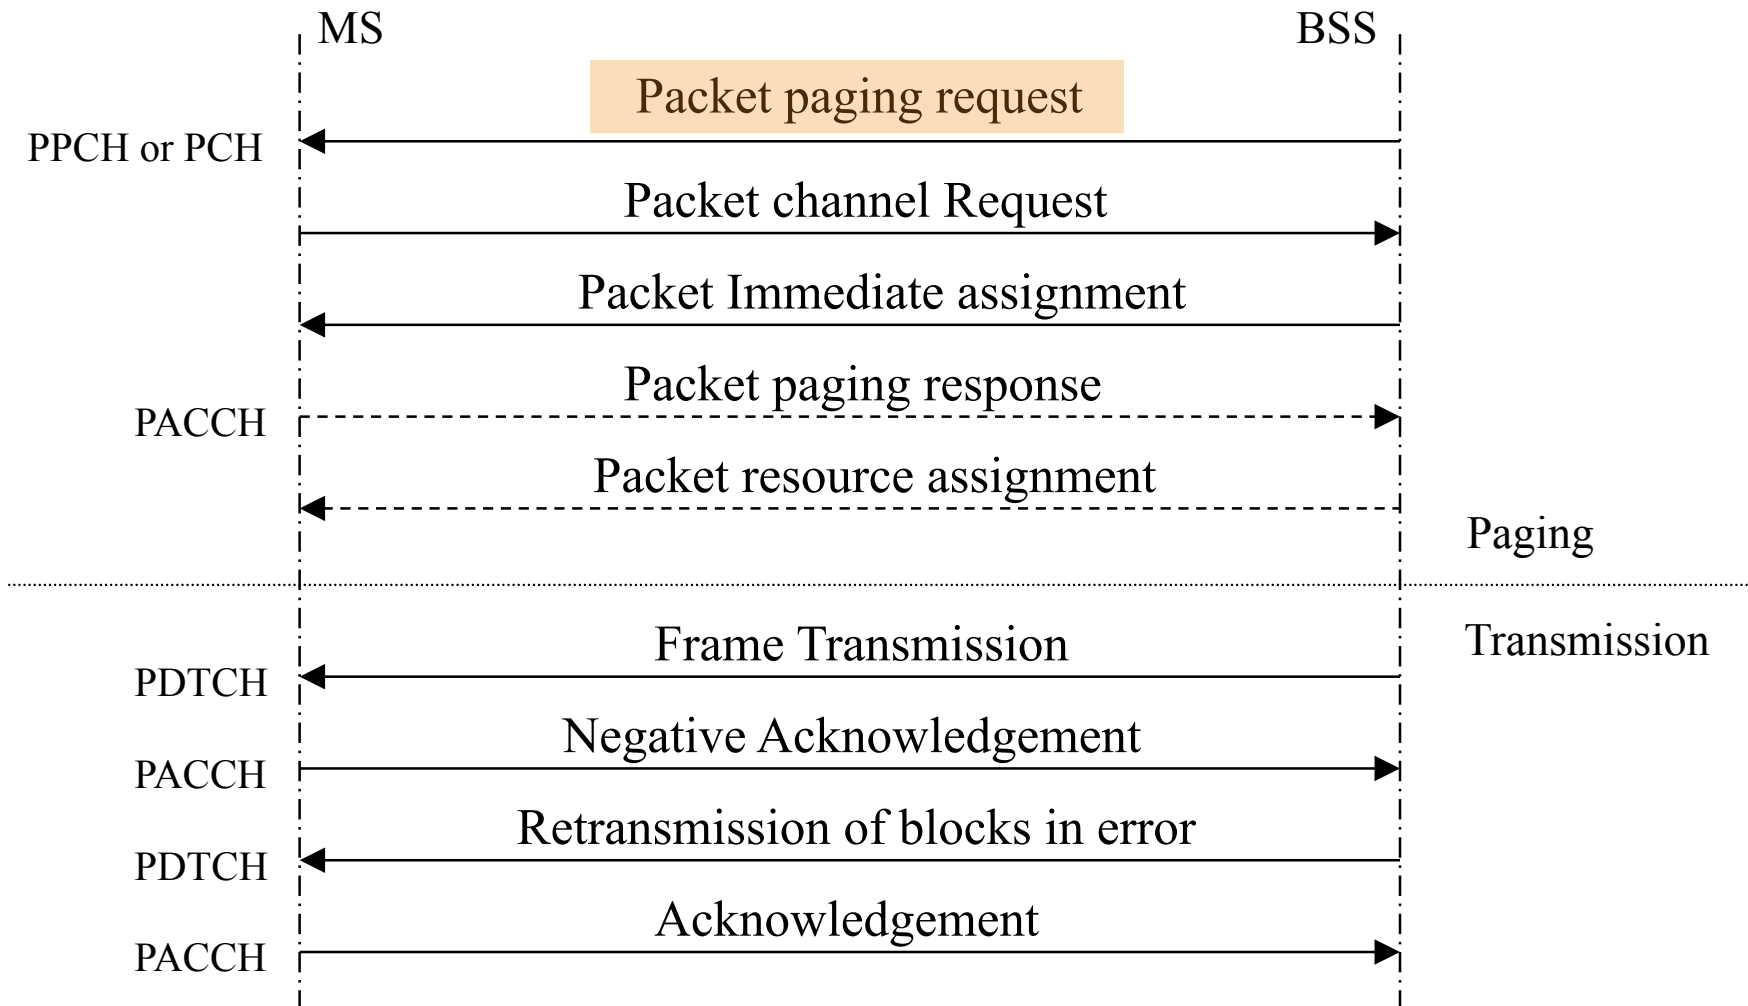 MS
BSS
Packet paging request
PPCH or PCH
Packet channel Request
Packet Immediate assignment
Packet paging response
PACCH
Packet resource assignment
Paging
Transmission
Frame Transmission
PDTCH
Negative Acknowledgement
PACCH
Retransmission of blocks in error
PDTCH
Acknowledgement
PACCH